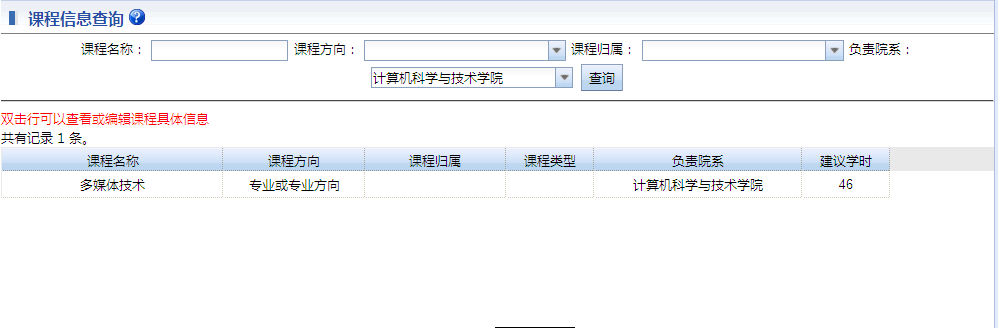 课程信息查询
课程名称： 课程方向： 课程归属： 负责院系：
计算机科学与技术学院 查询
双击行可以查看或编辑课程具体信息
共有记录 1 条。
课程名称 课程方向 课程归属 课程类型 负责院系 建议学时
多媒体技术 专业或专业方向 计算机科学与技术学院 46